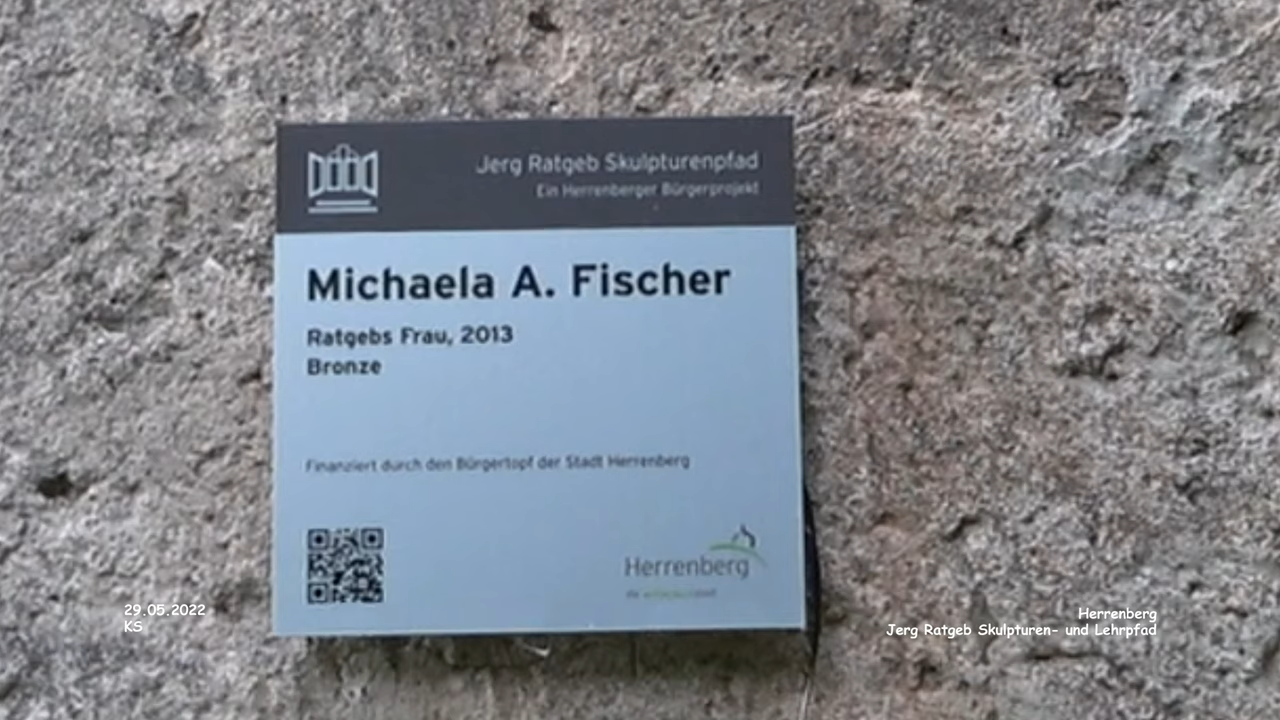 Jerg Ratgeb Skulpturenpfad
Ein Herrenberger Bürgerprojekt
Michaela A. Fischer
Ratgebs Frau, 2013
Bronze
Finanziert durch den Bürgertopf der Stadt Herrenberg
Herrenberg
29.05.2022
KS
Herrenberg
Jerg Ratgeb Skulpturen- und Lehrpfad